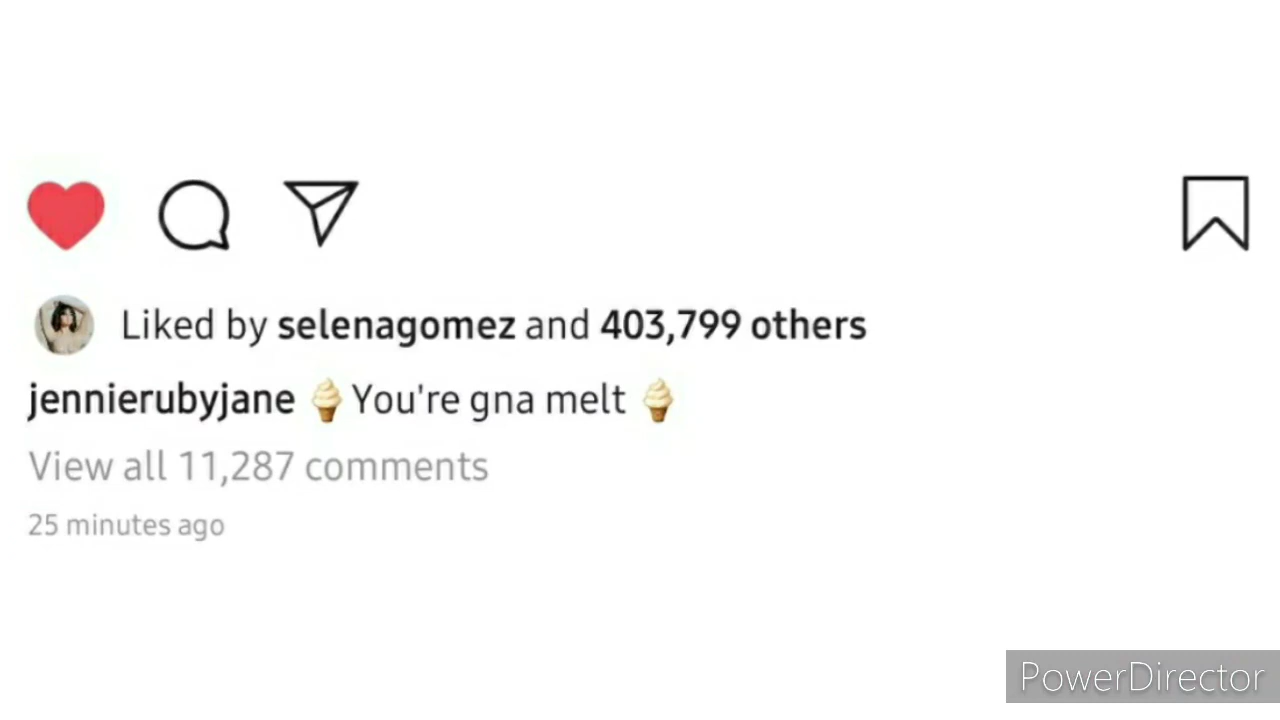 Liked by selenagomez and 403,799 others
jennierubyjane 🍦 You're gna melt 🍦
View all 11,287 comments
25 minutes ago
PowerDirector